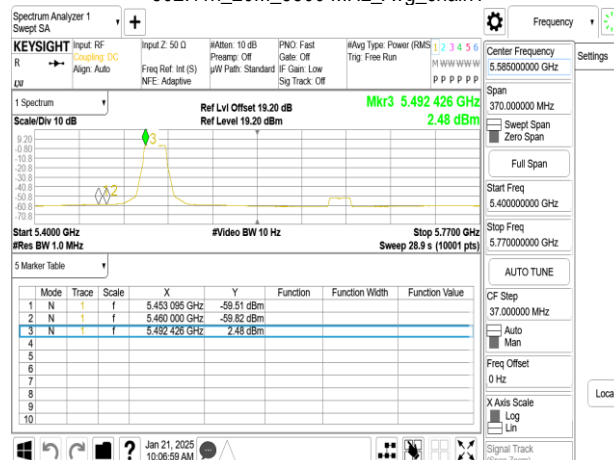 Spectrum Analyzer 1
Swept SA
Frequency
KEYSIGHT
R
Input: RF
Coupling: DC
Align: Auto
Input Z: 50 Ω
Freq Ref: Int (S)
NFE: Adaptive
#Atten: 10 dB
Preamp: Off
µW Path: Standard
PNO: Fast
Gate: Off
IF Gain: Low
Sig Track: Off
#Avg Type: Power (RMS)
Trig: Free Run
1 2 3 4 5 6
M W W W W W
P P P P P P
Settings
1 Spectrum
Scale/Div 10 dB
Ref Lvl Offset 19.20 dB
Ref Level 19.20 dBm
Mkr3 5.492 426 GHz
2.48 dBm
9.20
-0.80
-10.8
-20.8
-30.8
-40.8
-50.8
-60.8
-70.8
3
2
Start 5.4000 GHz
#Res BW 1.0 MHz
#Video BW 10 Hz
Stop 5.7700 GHz
Sweep 28.9 s (10001 pts)
5 Marker Table
Mode Trace Scale X Y Function Function Width Function Value
1 N 1 f 5.453 095 GHz -59.51 dBm
2 N 1 f 5.460 000 GHz -59.82 dBm
3 N 1 f 5.492 426 GHz 2.48 dBm
4
5
6
7
8
9
10
Jan 21, 2025
10:06:59 AM
Center Frequency
5.585000000 GHz
Span
370.000000 MHz
Swept Span
Zero Span
Full Span
Start Freq
5.400000000 GHz
Stop Freq
5.770000000 GHz
AUTO TUNE
CF Step
37.000000 MHz
Auto
Man
Freq Offset
0 Hz
X Axis Scale
Log
Lin
Signal Track
Loca